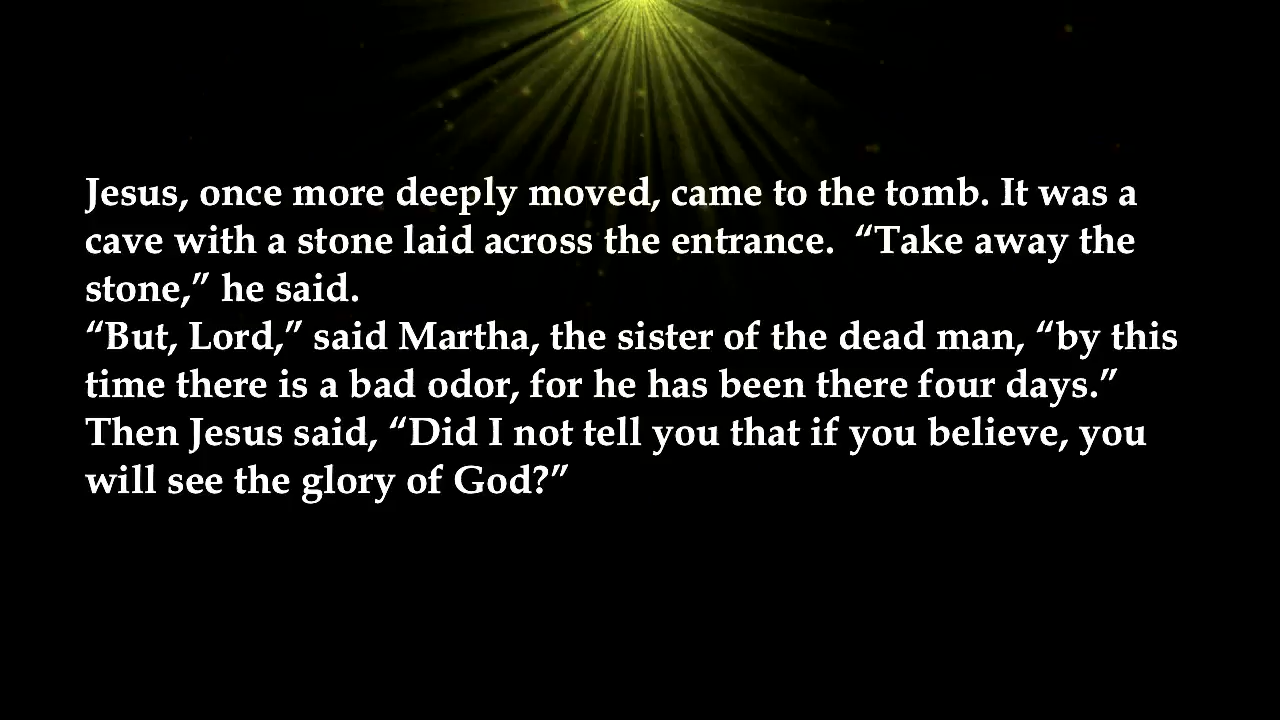 Jesus, once more deeply moved, came to the tomb. It was a
cave with a stone laid across the entrance.  “Take away the
stone,” he said.
“But, Lord,” said Martha, the sister of the dead man, “by this
time there is a bad odor, for he has been there four days.”
Then Jesus said, “Did I not tell you that if you believe, you
will see the glory of God?”